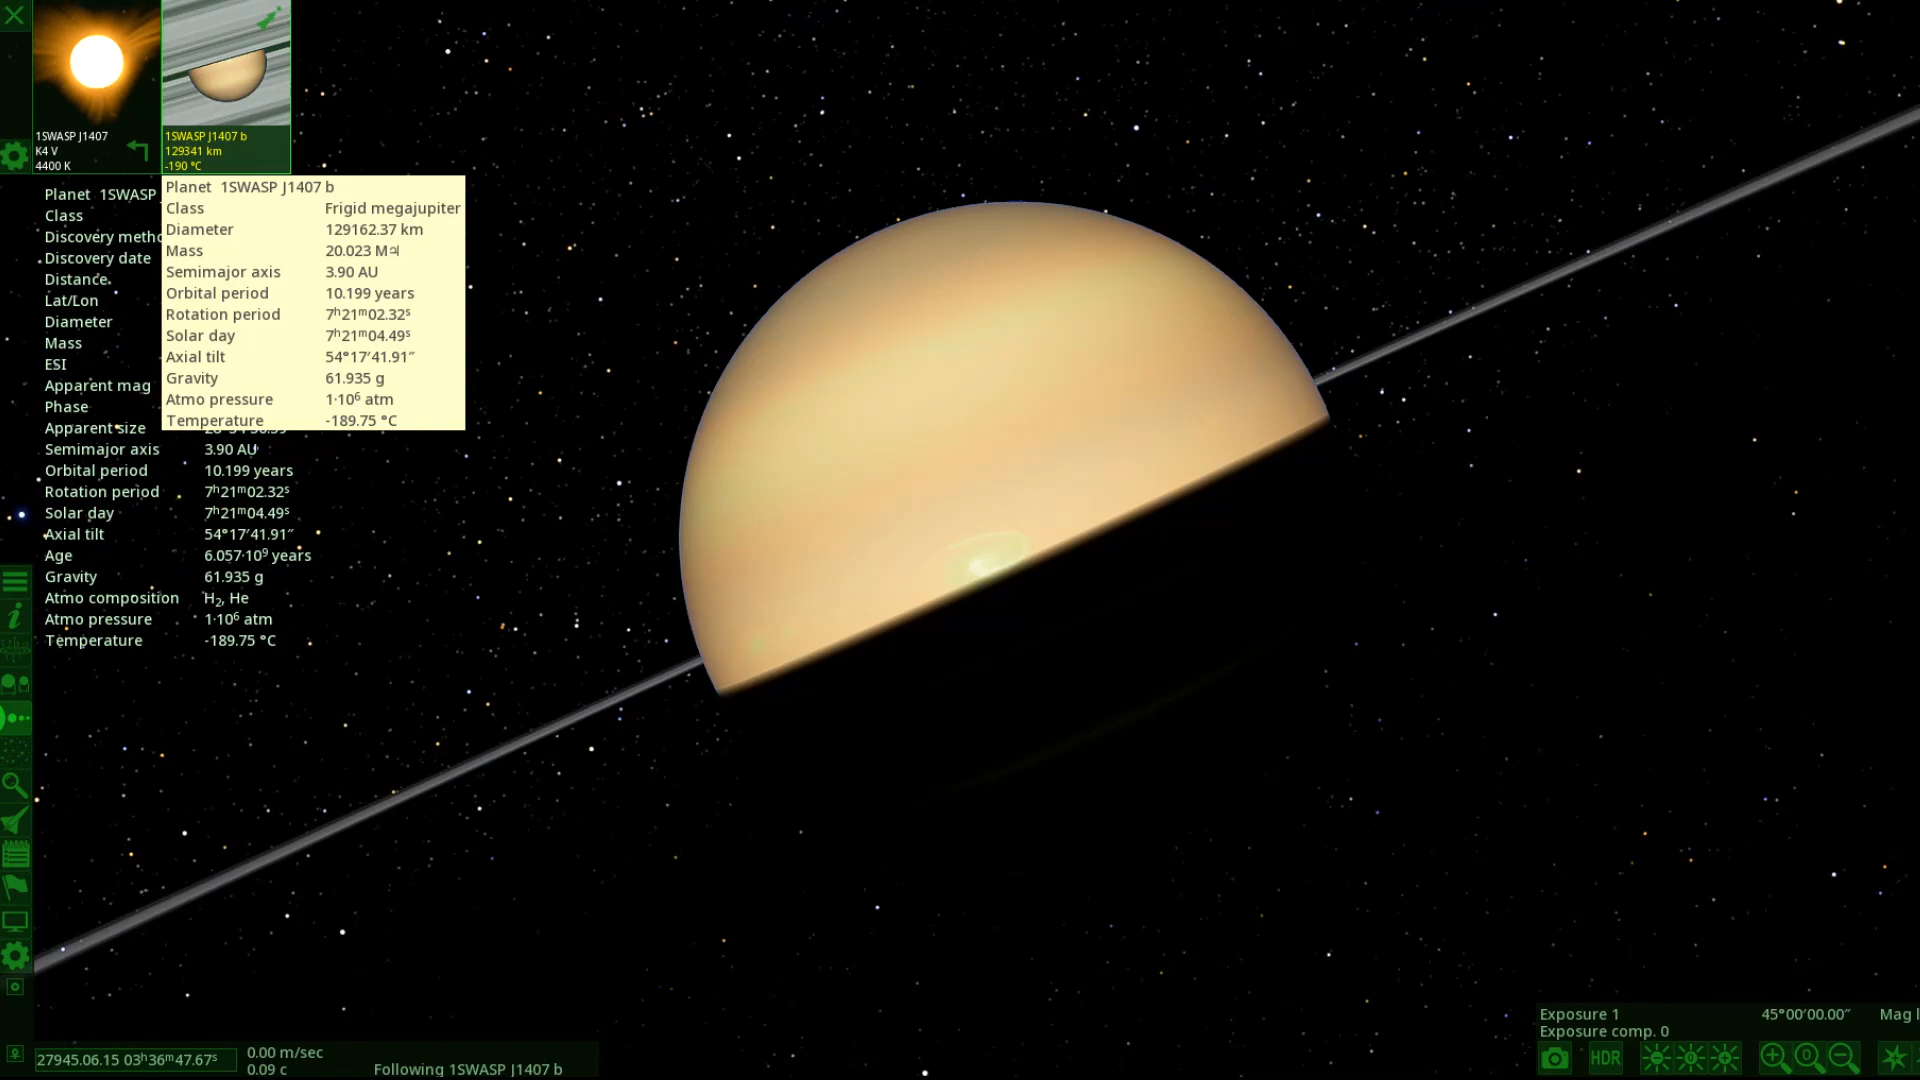 1SWASP J1407
K4 V
4400 K
1SWASP J1407 b
129341 km
-190 °C
Planet 1SWASP
Class
Discovery metho
Discovery date
Distance
Lat/Lon
Diameter
Mass
ESI
Apparent mag
Phase
Apparent size
Semimajor axis 3.90 AU
Orbital period 10.199 years
Rotation period 7ʰ21ᵐ02.32ˢ
Solar day 7ʰ21ᵐ04.49ˢ
Axial tilt 54°17′41.91″
Age 6.057·10⁹ years
Gravity 61.935 g
Atmo composition H₂, He
Atmo pressure 1·10⁶ atm
Temperature -189.75 °C
Planet 1SWASP J1407 b
Class Frigid megajupiter
Diameter 129162.37 km
Mass 20.023 M♃
Semimajor axis 3.90 AU
Orbital period 10.199 years
Rotation period 7ʰ21ᵐ02.32ˢ
Solar day 7ʰ21ᵐ04.49ˢ
Axial tilt 54°17′41.91″
Gravity 61.935 g
Atmo pressure 1·10⁶ atm
Temperature -189.75 °C
27945.06.15 03ʰ36ᵐ47.67ˢ
0.00 m/sec
0.09 c
Following 1SWASP J1407 b
Exposure 1 45°00′00.00″ Mag l
Exposure comp. 0
HDR